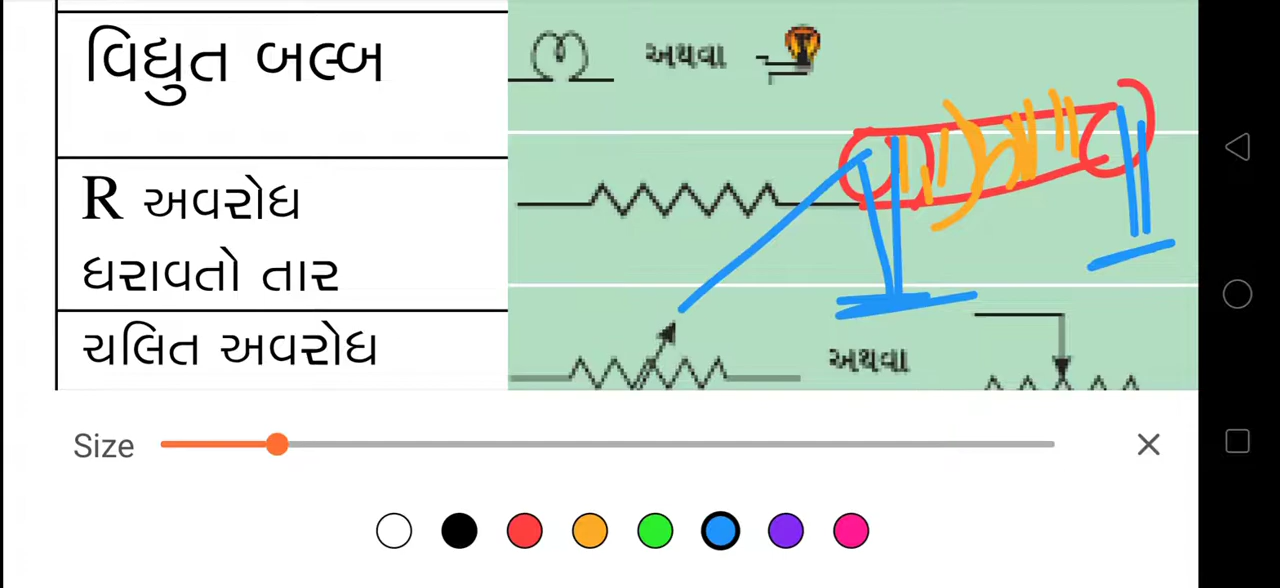 વિદ્યુત બલ્બ
અથવા
R અવરોધ
ધરાવતો તાર
ચલિત અવરોધ
અથવા
Size